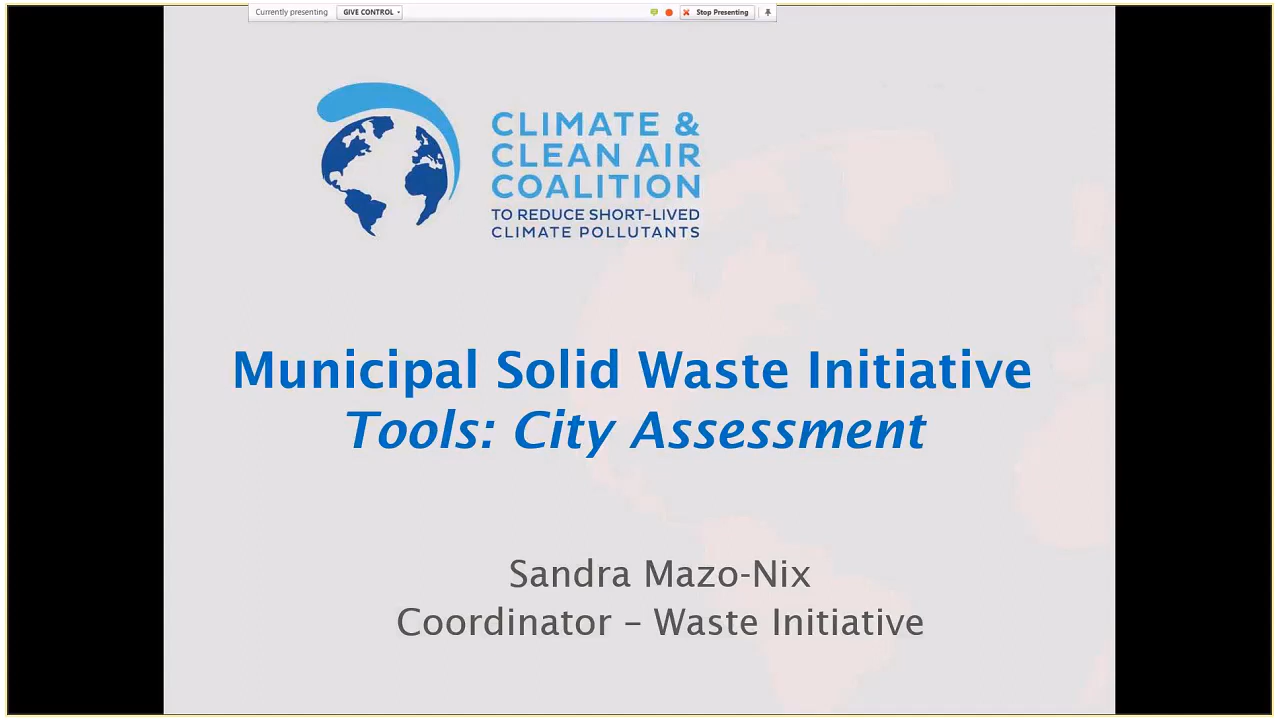 Currently presenting GIVE CONTROL Stop Presenting
CLIMATE &
CLEAN AIR
COALITION
TO REDUCE SHORT-LIVED
CLIMATE POLLUTANTS
Municipal Solid Waste Initiative
Tools: City Assessment
Sandra Mazo-Nix
Coordinator – Waste Initiative